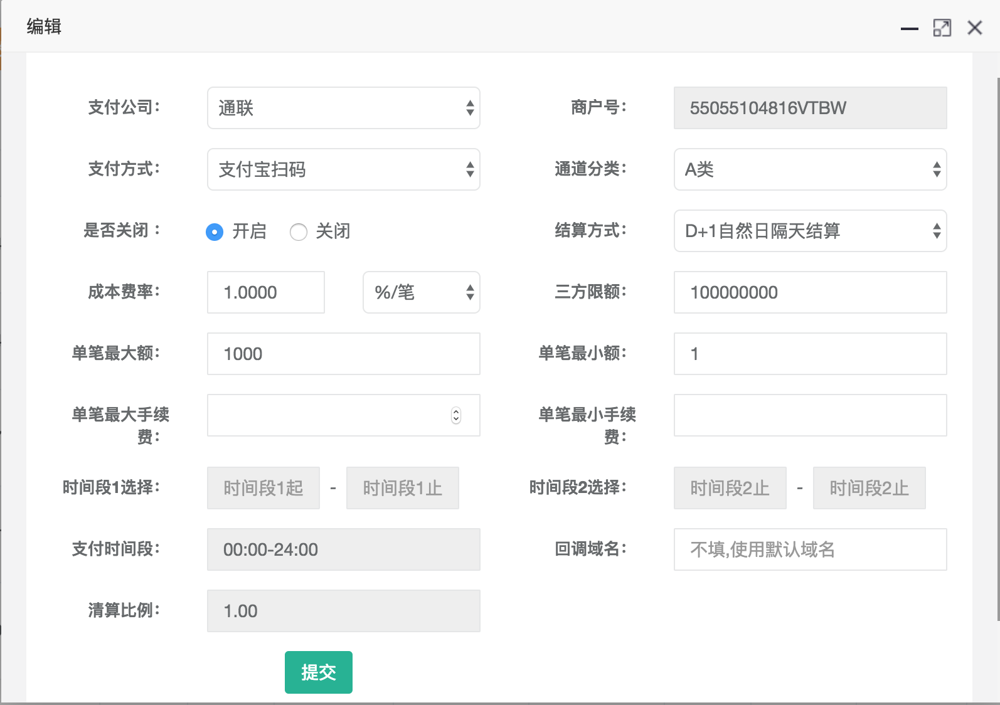 编辑
支付公司： 通联 商户号： 55055104816VTBW
支付方式： 支付宝扫码 通道分类： A类
是否关闭 ： 开启 关闭 结算方式： D+1自然日隔天结算
成本费率： 1.0000 %/笔 三方限额： 100000000
单笔最大额： 1000 单笔最小额： 1
单笔最大手续费： 单笔最小手续费：
时间段1选择： 时间段1起 - 时间段1止 时间段2选择： 时间段2止 - 时间段2止
支付时间段： 00:00-24:00 回调域名： 不填,使用默认域名
清算比例： 1.00
提交